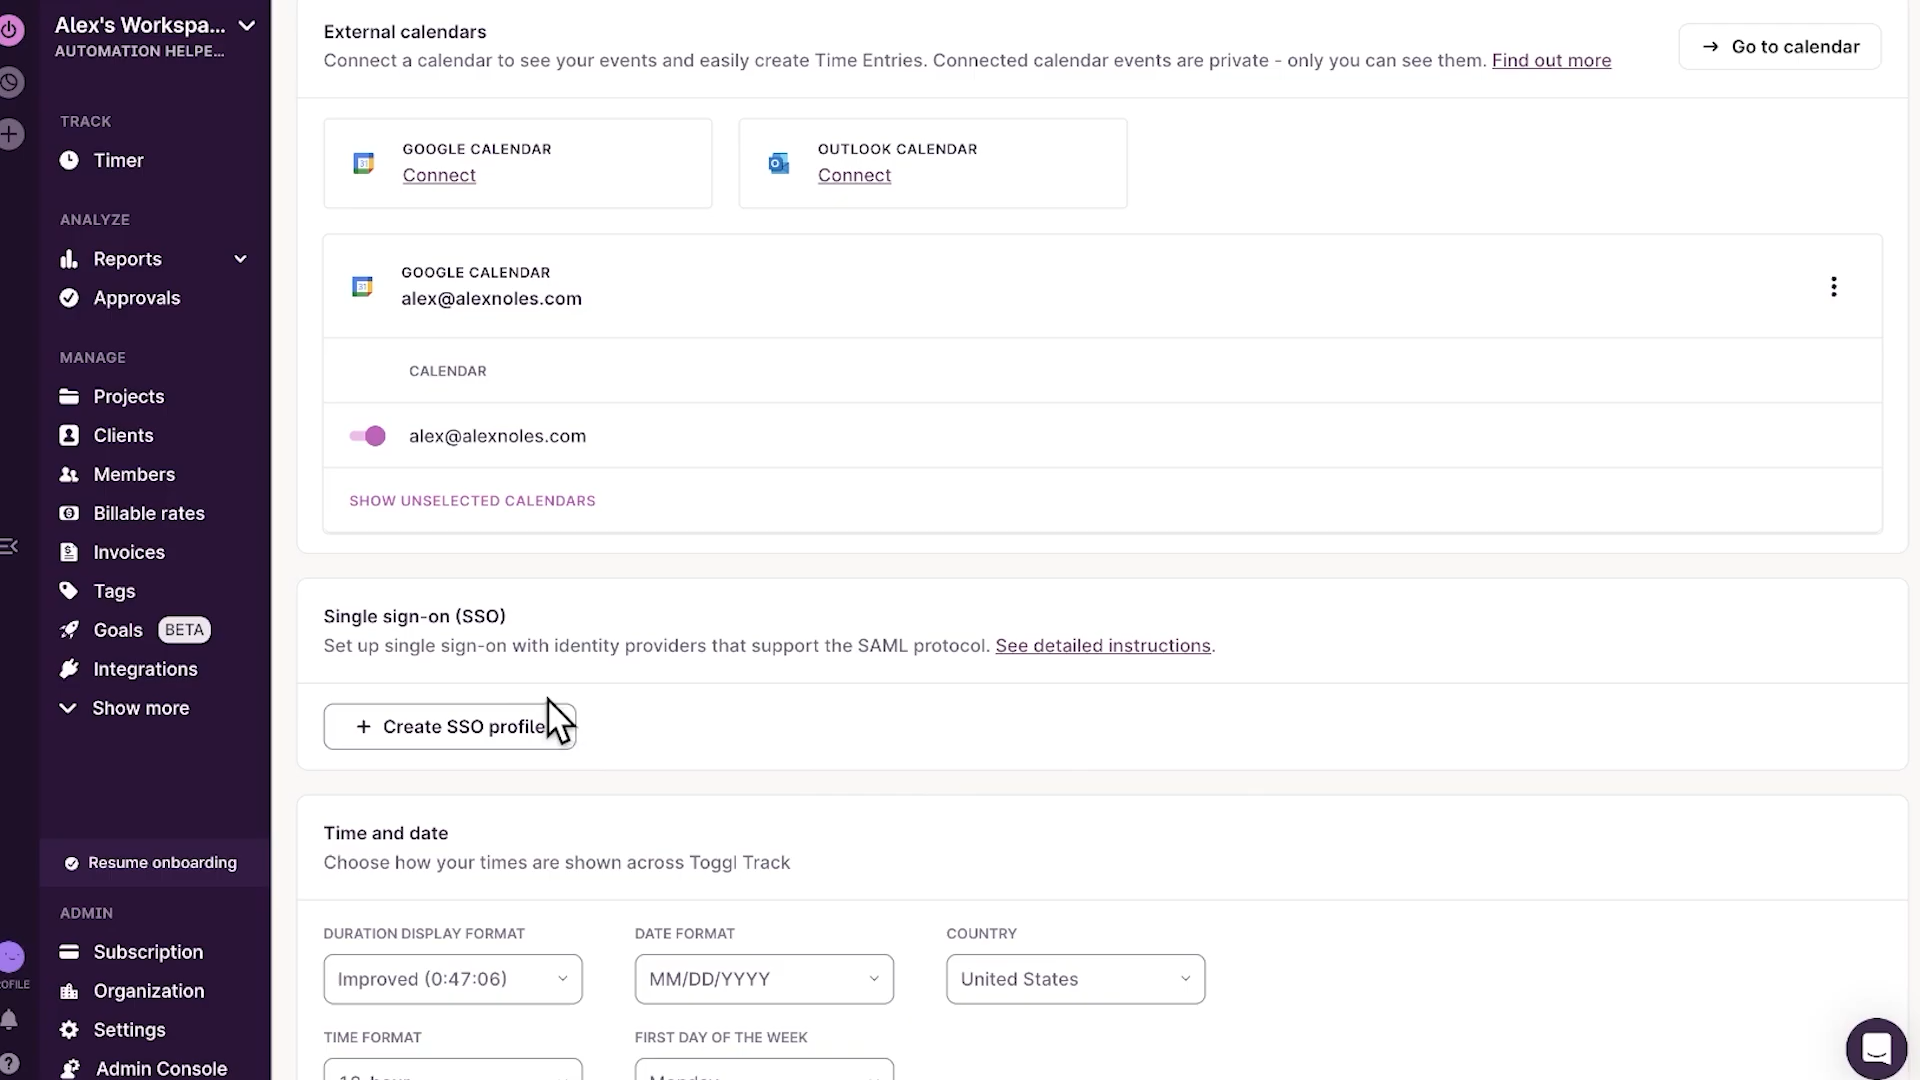 Alex's Workspa...
AUTOMATION HELPE...
TRACK
Timer
ANALYZE
Reports
Approvals
MANAGE
Projects
Clients
Members
Billable rates
Invoices
Tags
Goals BETA
Integrations
Show more
Resume onboarding
ADMIN
Subscription
Organization
Settings
Admin Console
External calendars
Connect a calendar to see your events and easily create Time Entries. Connected calendar events are private - only you can see them. Find out more
Go to calendar
GOOGLE CALENDAR
Connect
OUTLOOK CALENDAR
Connect
GOOGLE CALENDAR
alex@alexnoles.com
CALENDAR
alex@alexnoles.com
SHOW UNSELECTED CALENDARS
Single sign-on (SSO)
Set up single sign-on with identity providers that support the SAML protocol. See detailed instructions.
+ Create SSO profile
Time and date
Choose how your times are shown across Toggl Track
DURATION DISPLAY FORMAT
Improved (0:47:06)
DATE FORMAT
MM/DD/YYYY
COUNTRY
United States
TIME FORMAT
FIRST DAY OF THE WEEK
Monday